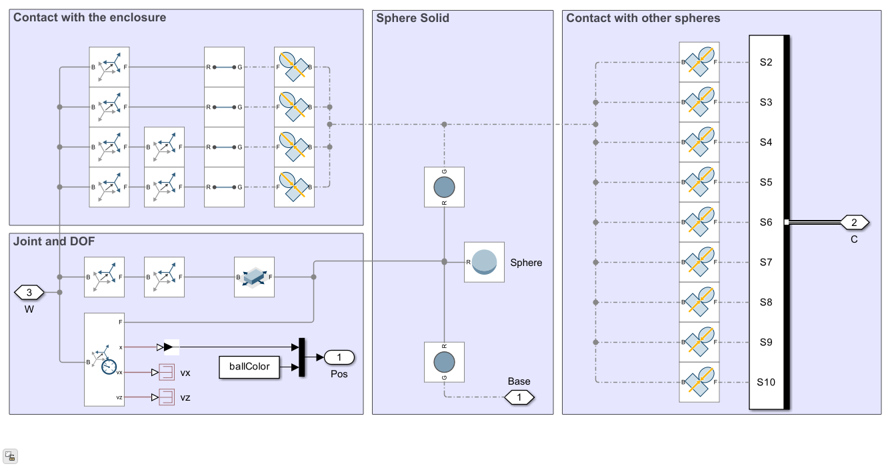 Contact with the enclosure
B F R G F B
B F R G F B
B F B F R G F B
B F B F R G F B
Joint and DOF
3
W
B F B F B F
F
B
x
vx
vz
vx
vz
ballColor
1
Pos
Sphere Solid
G
R
R
Sphere
R
G
Base
1
Contact with other spheres
B F S2
B F S3
B F S4
B F S5
B F S6
B F S7
B F S8
B F S9
B F S10
2
C